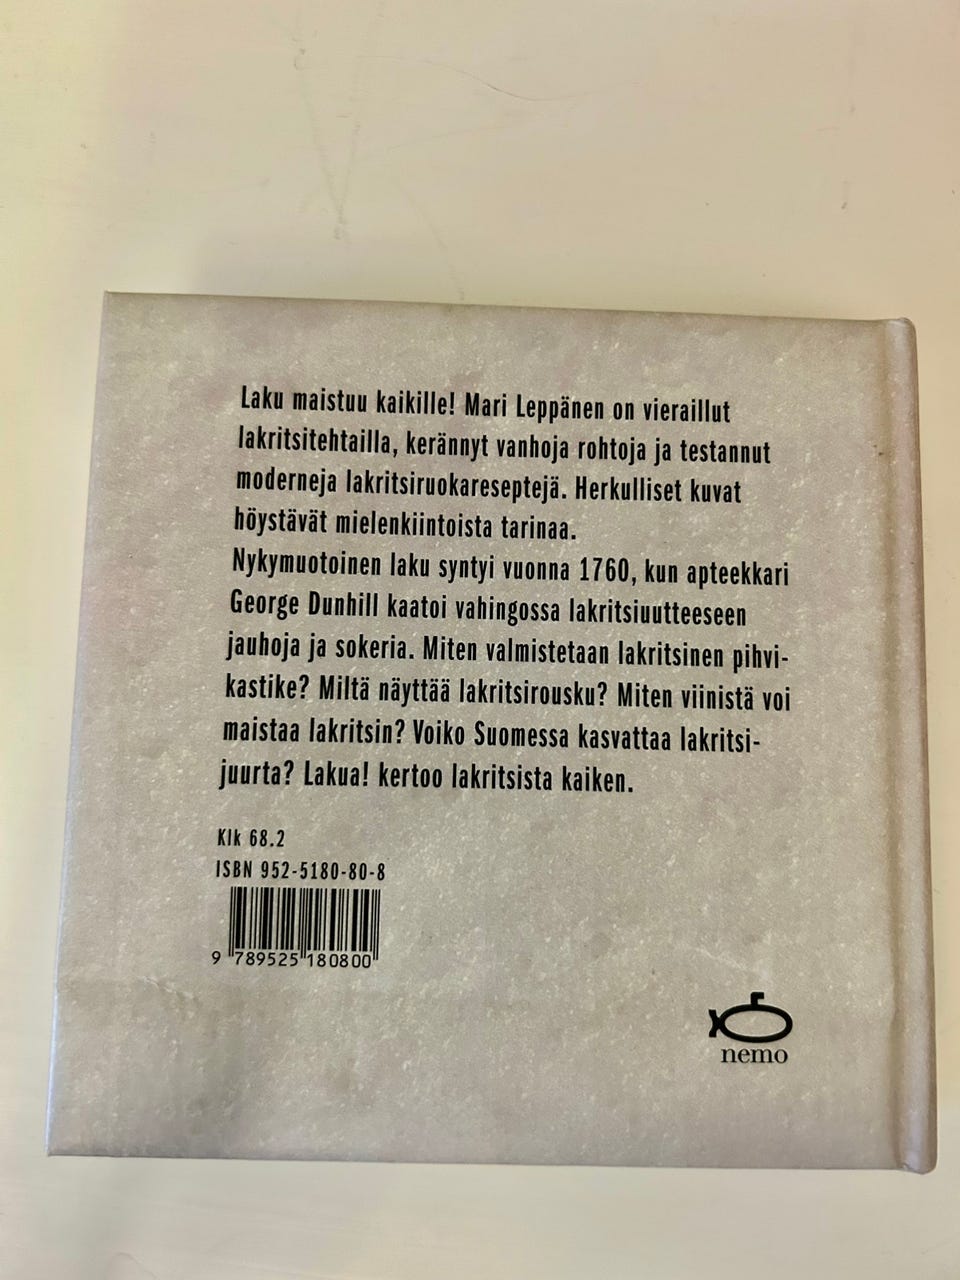 Laku maistuu kaikille! Mari Leppänen on vieraillut
lakritsitehtailla, kerännyt vanhoja rohtoja ja testannut
moderneja lakritsiruokareseptejä. Herkulliset kuvat
höystävät mielenkiintoista tarinaa.
Nykymuotoinen laku syntyi vuonna 1760, kun apteekkari
George Dunhill kaatoi vahingossa lakritsiuutteeseen
jauhoja ja sokeria. Miten valmistetaan lakritsinen pihvi-
kastike? Miltä näyttää lakritsirousku? Miten viinistä voi
maistaa lakritsin? Voiko Suomessa kasvattaa lakritsi-
juurta? Lakua! kertoo lakritsista kaiken.
Klk 68.2
ISBN 952-5180-80-8
9 789525 180800
nemo